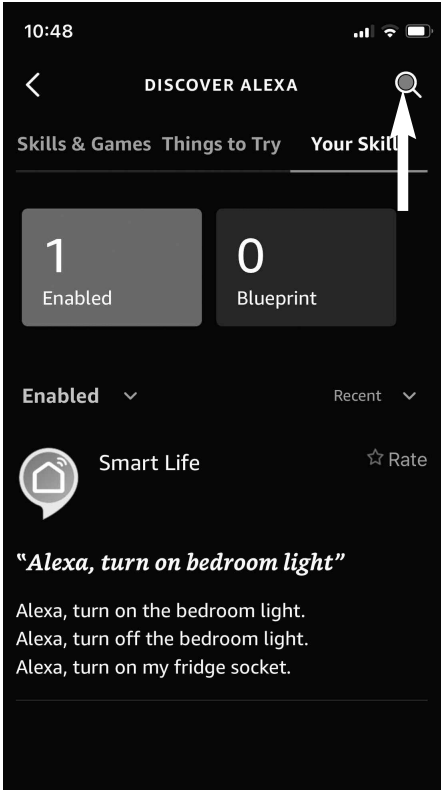 10:48
DISCOVER ALEXA
Skills & Games Things to Try Your Skill
1
Enabled
0
Blueprint
Enabled
Recent
Smart Life
Rate
“Alexa, turn on bedroom light”
Alexa, turn on the bedroom light.
Alexa, turn off the bedroom light.
Alexa, turn on my fridge socket.